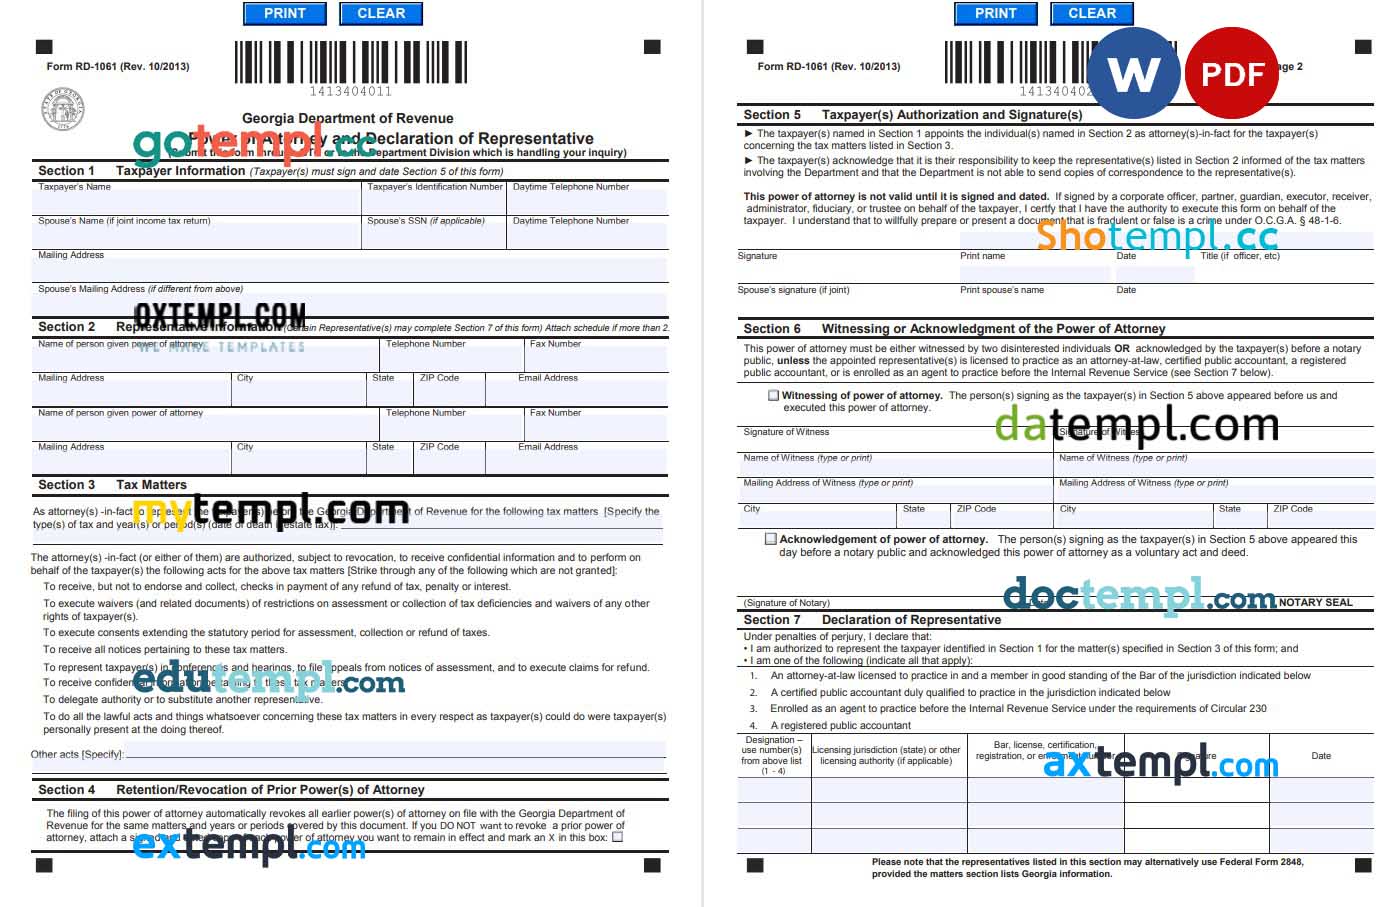 PRINT CLEAR
Form RD-1061 (Rev. 10/2013)
1413404011
Georgia Department of Revenue
Power of Attorney and Declaration of Representative
gotempl.cc
Department Division which is handling your inquiry)
Section 1 Taxpayer Information (Taxpayer(s) must sign and date Section 5 of this form)
Taxpayer's Name Taxpayer's Identification Number Daytime Telephone Number
Spouse's Name (if joint income tax return) Spouse's SSN (if applicable) Daytime Telephone Number
Mailing Address
Spouse's Mailing Address (if different from above)
OXTEMPL.COM
Section 2 Representative Information (Certain Representative(s) may complete Section 7 of this form) Attach schedule if more than 2.
WE MAKE TEMPLATES
Name of person given power of attorney Telephone Number Fax Number
Mailing Address City State ZIP Code Email Address
Name of person given power of attorney Telephone Number Fax Number
Mailing Address City State ZIP Code Email Address
Section 3 Tax Matters
As attorney(s) -in-fact to represent the taxpayer(s) before the Georgia Department of Revenue for the following tax matters [Specify the
mytempl.com
type(s) of tax and year(s) or period(s) (date of death if estate tax)]:
The attorney(s) -in-fact (or either of them) are authorized, subject to revocation, to receive confidential information and to perform on
behalf of the taxpayer(s) the following acts for the above tax matters [Strike through any of the following which are not granted]:
To receive, but not to endorse and collect, checks in payment of any refund of tax, penalty or interest.
To execute waivers (and related documents) of restrictions on assessment or collection of tax deficiencies and waivers of any other
rights of taxpayer(s).
To execute consents extending the statutory period for assessment, collection or refund of taxes.
To receive all notices pertaining to these tax matters.
To represent taxpayer(s) in conferences and hearings, to file appeals from notices of assessment, and to execute claims for refund.
To receive confidential information pertaining to these tax matters.
edutempl.com
To delegate authority or to substitute another representative.
To do all the lawful acts and things whatsoever concerning these tax matters in every respect as taxpayer(s) could do were taxpayer(s)
personally present at the doing thereof.
Other acts [Specify]:
Section 4 Retention/Revocation of Prior Power(s) of Attorney
The filing of this power of attorney automatically revokes all earlier power(s) of attorney on file with the Georgia Department of
Revenue for the same matters and years or periods covered by this document. If you DO NOT want to revoke a prior power of
attorney, attach a power of attorney you want to remain in effect and mark an X in this box:
extempl.com
PRINT CLEAR
Form RD-1061 (Rev. 10/2013)
W PDF
Page 2
Section 5 Taxpayer(s) Authorization and Signature(s)
► The taxpayer(s) named in Section 1 appoints the individual(s) named in Section 2 as attorney(s)-in-fact for the taxpayer(s)
concerning the tax matters listed in Section 3.
► The taxpayer(s) acknowledge that it is their responsibility to keep the representative(s) listed in Section 2 informed of the tax matters
involving the Department and that the Department is not able to send copies of correspondence to the representative(s).
This power of attorney is not valid until it is signed and dated. If signed by a corporate officer, partner, guardian, executor, receiver,
administrator, fiduciary, or trustee on behalf of the taxpayer, I certify that I have the authority to execute this form on behalf of the
taxpayer. I understand that to willfully prepare or present a document that is fradulent or false is a crime under O.C.G.A. § 48-1-6.
Shotempl.cc
Signature Print name Date Title (if officer, etc)
Spouse's signature (if joint) Print spouse's name Date
Section 6 Witnessing or Acknowledgment of the Power of Attorney
This power of attorney must be either witnessed by two disinterested individuals OR acknowledged by the taxpayer(s) before a notary
public, unless the appointed representative(s) is licensed to practice as an attorney-at-law, certified public accountant, a registered
public accountant, or is enrolled as an agent to practice before the Internal Revenue Service (see Section 7 below).
Witnessing of power of attorney. The person(s) signing as the taxpayer(s) in Section 5 above appeared before us and
executed this power of attorney.
datempl.com
Signature of Witness Signature of Witness
Name of Witness (type or print) Name of Witness (type or print)
Mailing Address of Witness (type or print) Mailing Address of Witness (type or print)
City State ZIP Code City State ZIP Code
Acknowledgement of power of attorney. The person(s) signing as the taxpayer(s) in Section 5 above appeared this
day before a notary public and acknowledged this power of attorney as a voluntary act and deed.
doctempl.com
(Signature of Notary) NOTARY SEAL
Section 7 Declaration of Representative
Under penalties of perjury, I declare that:
• I am authorized to represent the taxpayer identified in Section 1 for the matter(s) specified in Section 3 of this form; and
• I am one of the following (indicate all that apply):
1. An attorney-at-law licensed to practice in and a member in good standing of the Bar of the jurisdiction indicated below
2. A certified public accountant duly qualified to practice in the jurisdiction indicated below
3. Enrolled as an agent to practice before the Internal Revenue Service under the requirements of Circular 230
4. A registered public accountant
Designation –
use number(s)
from above list
(1 - 4)
Licensing jurisdiction (state) or other
licensing authority (if applicable)
Bar, license, certification,
registration, or enrollment number
Signature
Date
axtempl.com
Please note that the representatives listed in this section may alternatively use Federal Form 2848,
provided the matters section lists Georgia information.